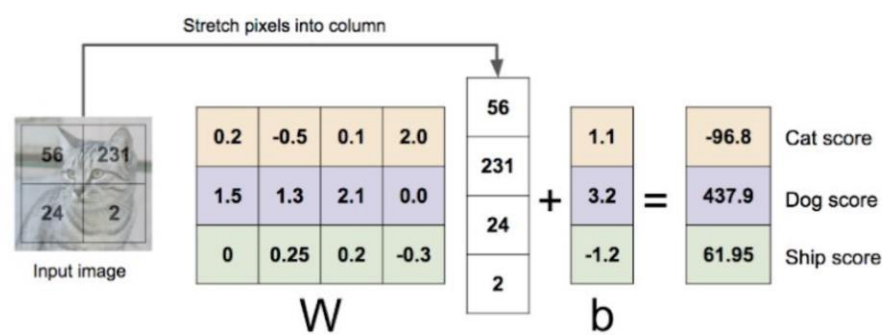 Stretch pixels into column
56 231
24 2
Input image
0.2 -0.5 0.1 2.0
1.5 1.3 2.1 0.0
0 0.25 0.2 -0.3
W
56
231
24
2
+
1.1
3.2
-1.2
b
=
-96.8 Cat score
437.9 Dog score
61.95 Ship score